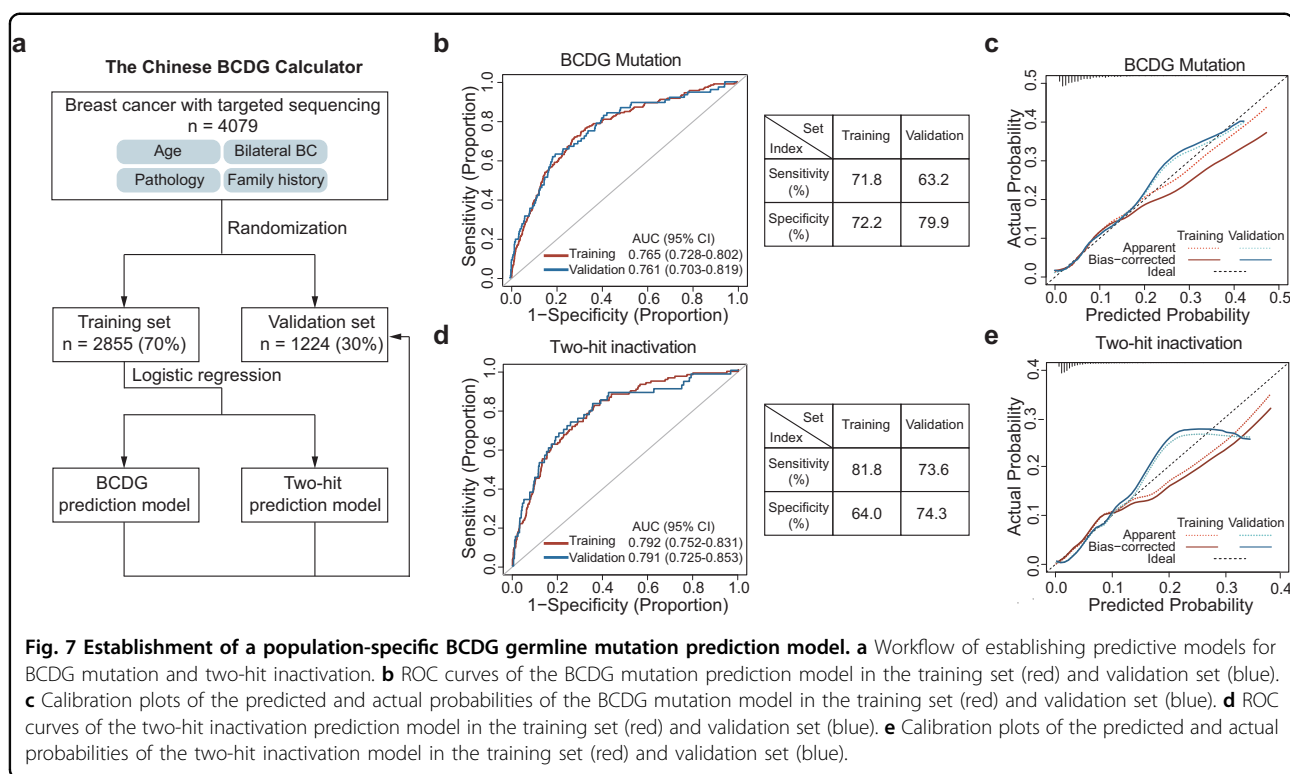 a
The Chinese BCDG Calculator
Breast cancer with targeted sequencing
n = 4079
Age
Bilateral BC
Pathology
Family history
Randomization
Training set
n = 2855 (70%)
Validation set
n = 1224 (30%)
Logistic regression
BCDG
prediction model
Two-hit
prediction model
b
BCDG Mutation
Sensitivity (Proportion)
1.0
0.8
0.6
0.4
0.2
0.0
AUC (95% CI)
Training 0.765 (0.728-0.802)
Validation 0.761 (0.703-0.819)
0.0 0.2 0.4 0.6 0.8 1.0
1−Specificity (Proportion)
Set
Index
Training
Validation
Sensitivity
(%)
71.8
63.2
Specificity
(%)
72.2
79.9
c
BCDG Mutation
Actual Probability
0.5
0.4
0.3
0.2
0.1
0.0
Training Validation
Apparent
Bias−corrected
Ideal
0.0 0.1 0.2 0.3 0.4 0.5
Predicted Probability
d
Two-hit inactivation
Sensitivity (Proportion)
1.0
0.8
0.6
0.4
0.2
0.0
AUC (95% CI)
Training 0.792 (0.752-0.831)
Validation 0.791 (0.725-0.853)
0.0 0.2 0.4 0.6 0.8 1.0
1−Specificity (Proportion)
Set
Index
Training
Validation
Sensitivity
(%)
81.8
73.6
Specificity
(%)
64.0
74.3
e
Two-hit inactivation
Actual Probability
0.4
0.3
0.2
0.1
0.0
Training Validation
Apparent
Bias−corrected
Ideal
0.0 0.1 0.2 0.3 0.4
Predicted Probability
Fig. 7 Establishment of a population-specific BCDG germline mutation prediction model. a Workflow of establishing predictive models for
BCDG mutation and two-hit inactivation. b ROC curves of the BCDG mutation prediction model in the training set (red) and validation set (blue).
c Calibration plots of the predicted and actual probabilities of the BCDG mutation model in the training set (red) and validation set (blue). d ROC
curves of the two-hit inactivation prediction model in the training set (red) and validation set (blue). e Calibration plots of the predicted and actual
probabilities of the two-hit inactivation model in the training set (red) and validation set (blue).